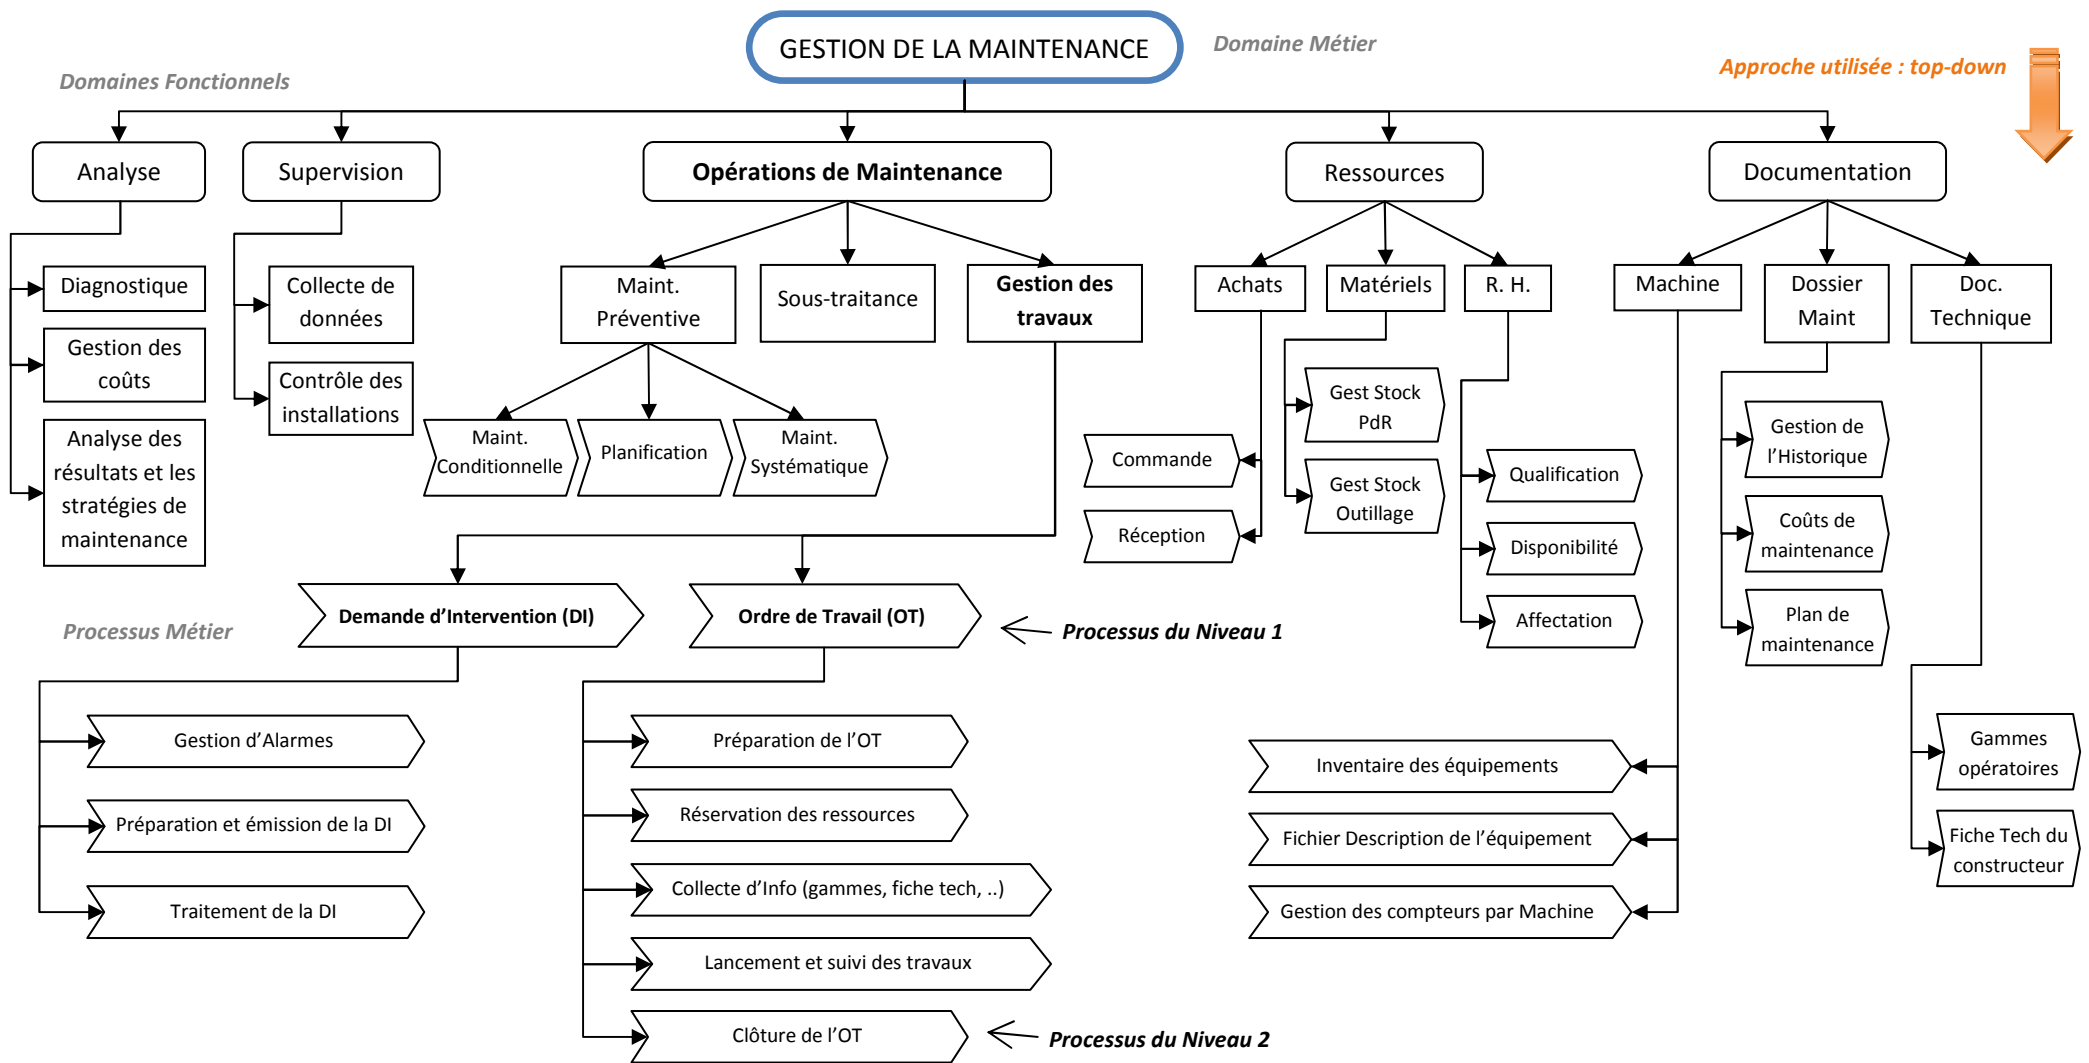 GESTION DE LA MAINTENANCE
Domaine Métier
Approche utilisée : top-down
Domaines Fonctionnels
Analyse
Supervision
Opérations de Maintenance
Ressources
Documentation
Diagnostique
Gestion des
coûts
Analyse des
résultats et les
stratégies de
maintenance
Collecte de
données
Contrôle des
installations
Maint.
Préventive
Sous-traitance
Gestion des
travaux
Maint.
Conditionnelle
Planification
Maint.
Systématique
Achats
Matériels
R. H.
Commande
Réception
Gest Stock
PdR
Gest Stock
Outillage
Qualification
Disponibilité
Affectation
Machine
Dossier
Maint
Doc.
Technique
Gestion de
l’Historique
Coûts de
maintenance
Plan de
maintenance
Gammes
opératoires
Fiche Tech du
constructeur
Demande d’Intervention (DI)
Ordre de Travail (OT)
Processus du Niveau 1
Processus Métier
Gestion d’Alarmes
Préparation et émission de la DI
Traitement de la DI
Préparation de l’OT
Réservation des ressources
Collecte d’Info (gammes, fiche tech, ..)
Lancement et suivi des travaux
Clôture de l’OT
Processus du Niveau 2
Inventaire des équipements
Fichier Description de l’équipement
Gestion des compteurs par Machine